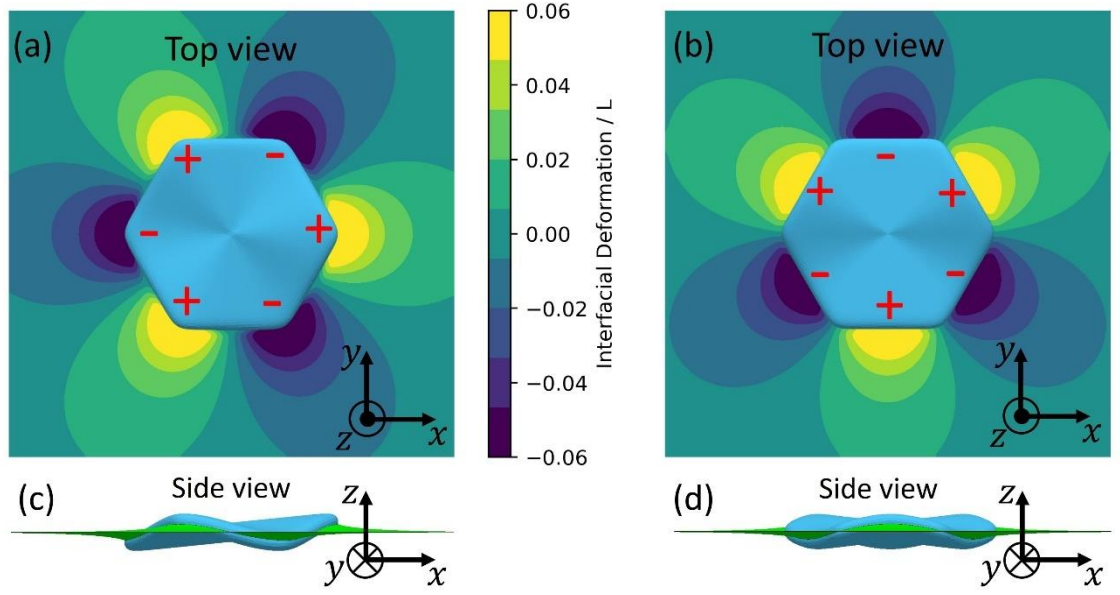 (a)
Top view
+
-
-
+
+
-
y
z
x
0.06
0.04
0.02
0.00
−0.02
−0.04
−0.06
Interfacial Deformation / L
(b)
Top view
-
+
+
-
-
+
y
z
x
(c)
Side view
z
y
x
(d)
Side view
z
y
x